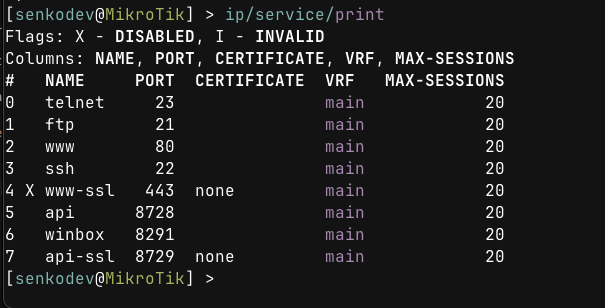 [senkodev@MikroTik] > ip/service/print
Flags: X - DISABLED, I - INVALID
Columns: NAME, PORT, CERTIFICATE, VRF, MAX-SESSIONS
#   NAME     PORT  CERTIFICATE  VRF   MAX-SESSIONS
0   telnet     23               main            20
1   ftp        21               main            20
2   www        80               main            20
3   ssh        22               main            20
4 X www-ssl   443  none         main            20
5   api      8728               main            20
6   winbox   8291               main            20
7   api-ssl  8729  none         main            20
[senkodev@MikroTik] >